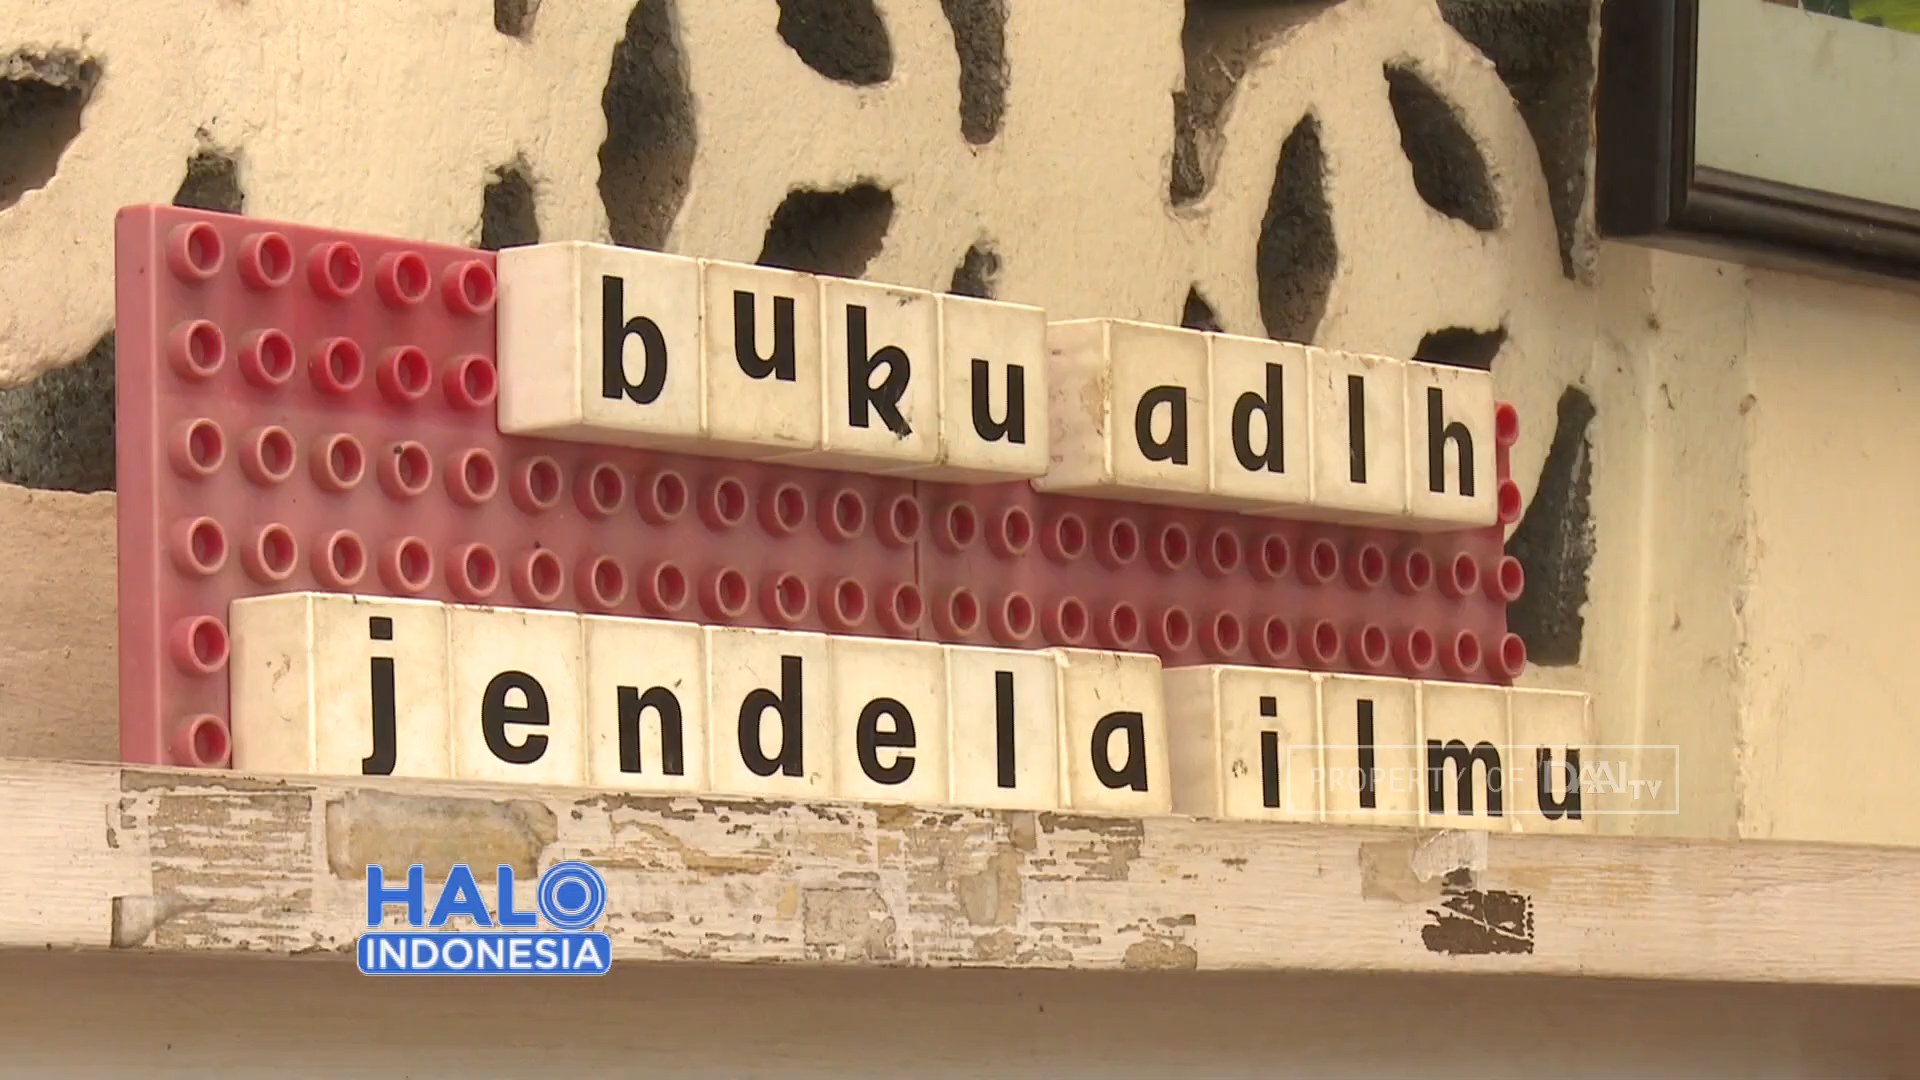 buku adlh
jendela ilmu
PROPERTY OF DAAI TV
HALO
INDONESIA